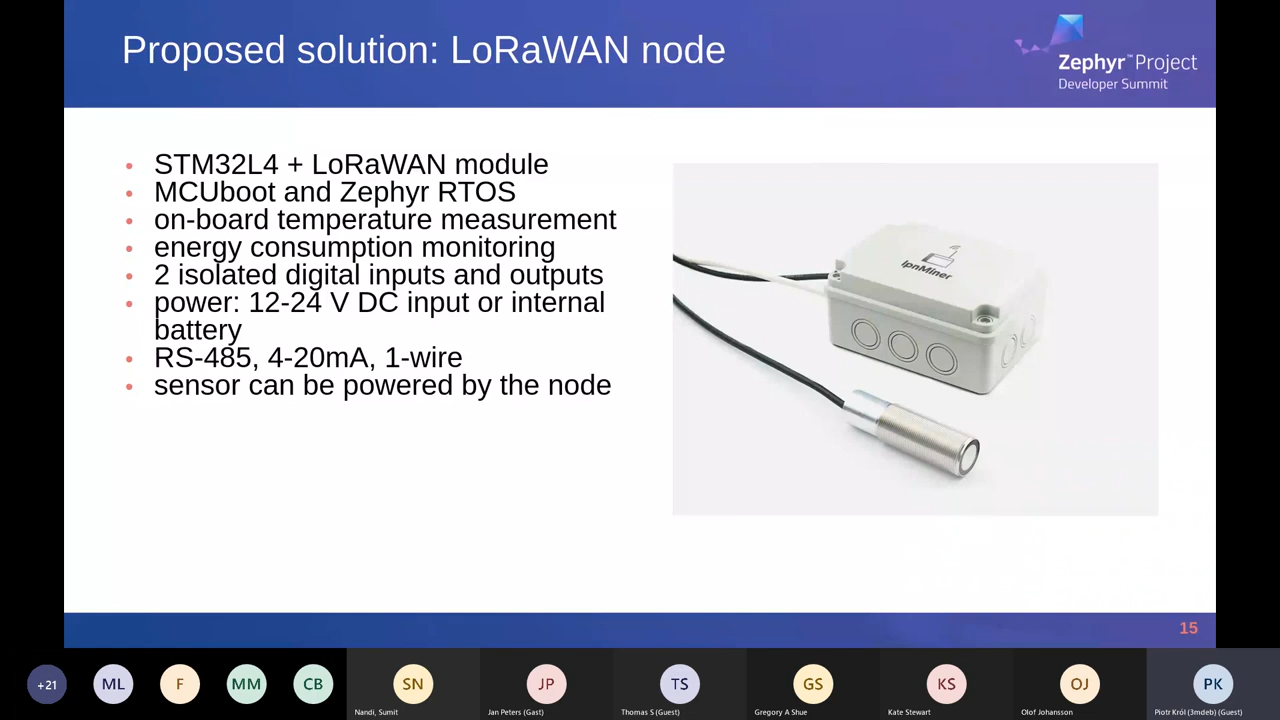 Proposed solution: LoRaWAN node
Zephyr™Project
Developer Summit
• STM32L4 + LoRaWAN module
• MCUboot and Zephyr RTOS
• on-board temperature measurement
• energy consumption monitoring
• 2 isolated digital inputs and outputs
• power: 12-24 V DC input or internal
battery
• RS-485, 4-20mA, 1-wire
• sensor can be powered by the node
lpnMiner
15
+21
ML
F
MM
CB
SN
JP
TS
GS
KS
OJ
PK
Nandi, Sumit
Jan Peters (Gast)
Thomas S (Guest)
Gregory A Shue
Kate Stewart
Olof Johansson
Piotr Król (3mdeb) (Guest)